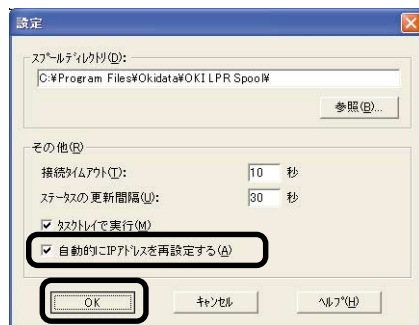 設定
スプールディレクトリ(D):
C:¥Program Files¥Okidata¥OKI LPR Spool¥
参照(B)...
その他(R)
接続タイムアウト(T): 10 秒
ステータスの更新間隔(U): 30 秒
タスクトレイで実行(M)
自動的にIPアドレスを再設定する(A)
OK キャンセル ヘルプ(H)